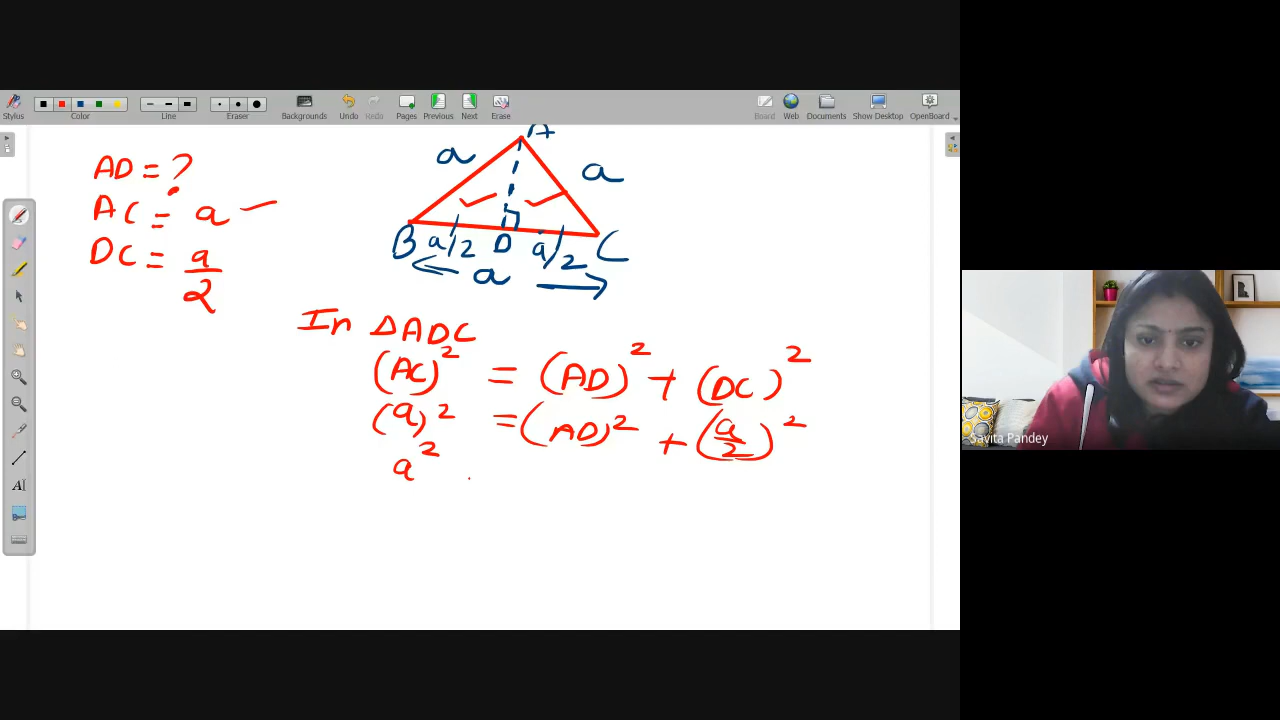 Stylus
Color
Line
Eraser
Backgrounds
Undo
Redo
Pages
Previous
Next
Erase
Board
Web
Documents
Show Desktop
OpenBoard
AD = ?
AC = a
DC = a/2
A
a
a
B a/2 D a/2 C
a
In ΔADC
(AC)² = (AD)² + (DC)²
(a)² = (AD)² + (a/2)²
a²
Savita Pandey